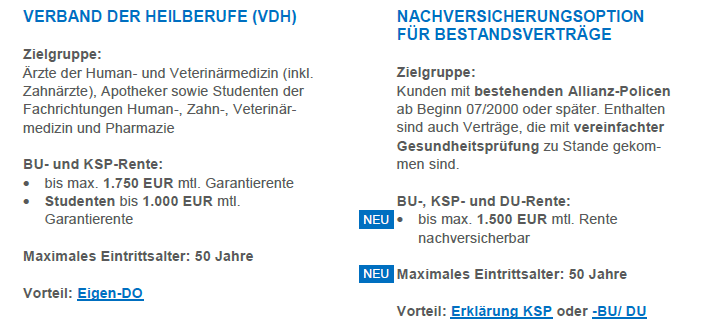 VERBAND DER HEILBERUFE (VDH)
Zielgruppe:
Ärzte der Human- und Veterinärmedizin (inkl.
Zahnärzte), Apotheker sowie Studenten der
Fachrichtungen Human-, Zahn-, Veterinär-
medizin und Pharmazie
BU- und KSP-Rente:
• bis max. 1.750 EUR mtl. Garantierente
• Studenten bis 1.000 EUR mtl.
Garantierente
Maximales Eintrittsalter: 50 Jahre
Vorteil: Eigen-DO
NACHVERSICHERUNGSOPTION
FÜR BESTANDSVERTRÄGE
Zielgruppe:
Kunden mit bestehenden Allianz-Policen
ab Beginn 07/2000 oder später. Enthalten
sind auch Verträge, die mit vereinfachter
Gesundheitsprüfung zu Stande gekom-
men sind.
BU-, KSP- und DU-Rente:
NEU • bis max. 1.500 EUR mtl. Rente
nachversicherbar
NEU Maximales Eintrittsalter: 50 Jahre
Vorteil: Erklärung KSP oder -BU/ DU